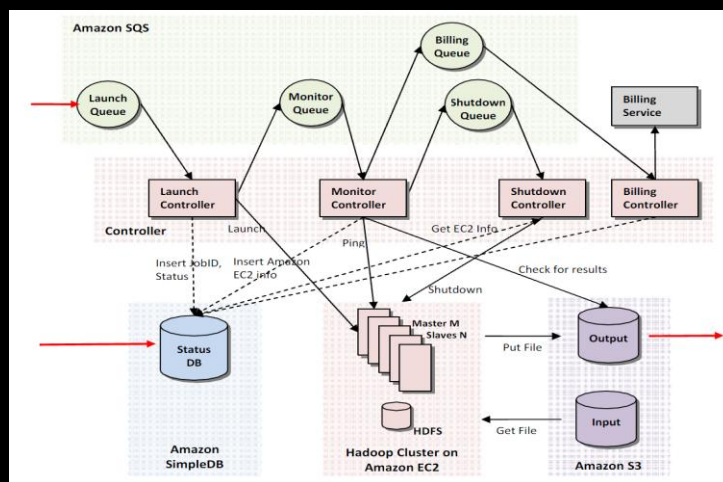 Amazon SQS
Billing
Queue
Launch
Queue
Monitor
Queue
Shutdown
Queue
Billing
Service
Launch
Controller
Monitor
Controller
Shutdown
Controller
Billing
Controller
Controller
Launch
Ping
Get EC2 Info
Insert JobID,
Status
Insert Amazon
EC2 info
Check for results
Shutdown
Master M
Slaves N
Status
DB
Put File
Output
HDFS
Get File
Input
Amazon
SimpleDB
Hadoop Cluster on
Amazon EC2
Amazon S3